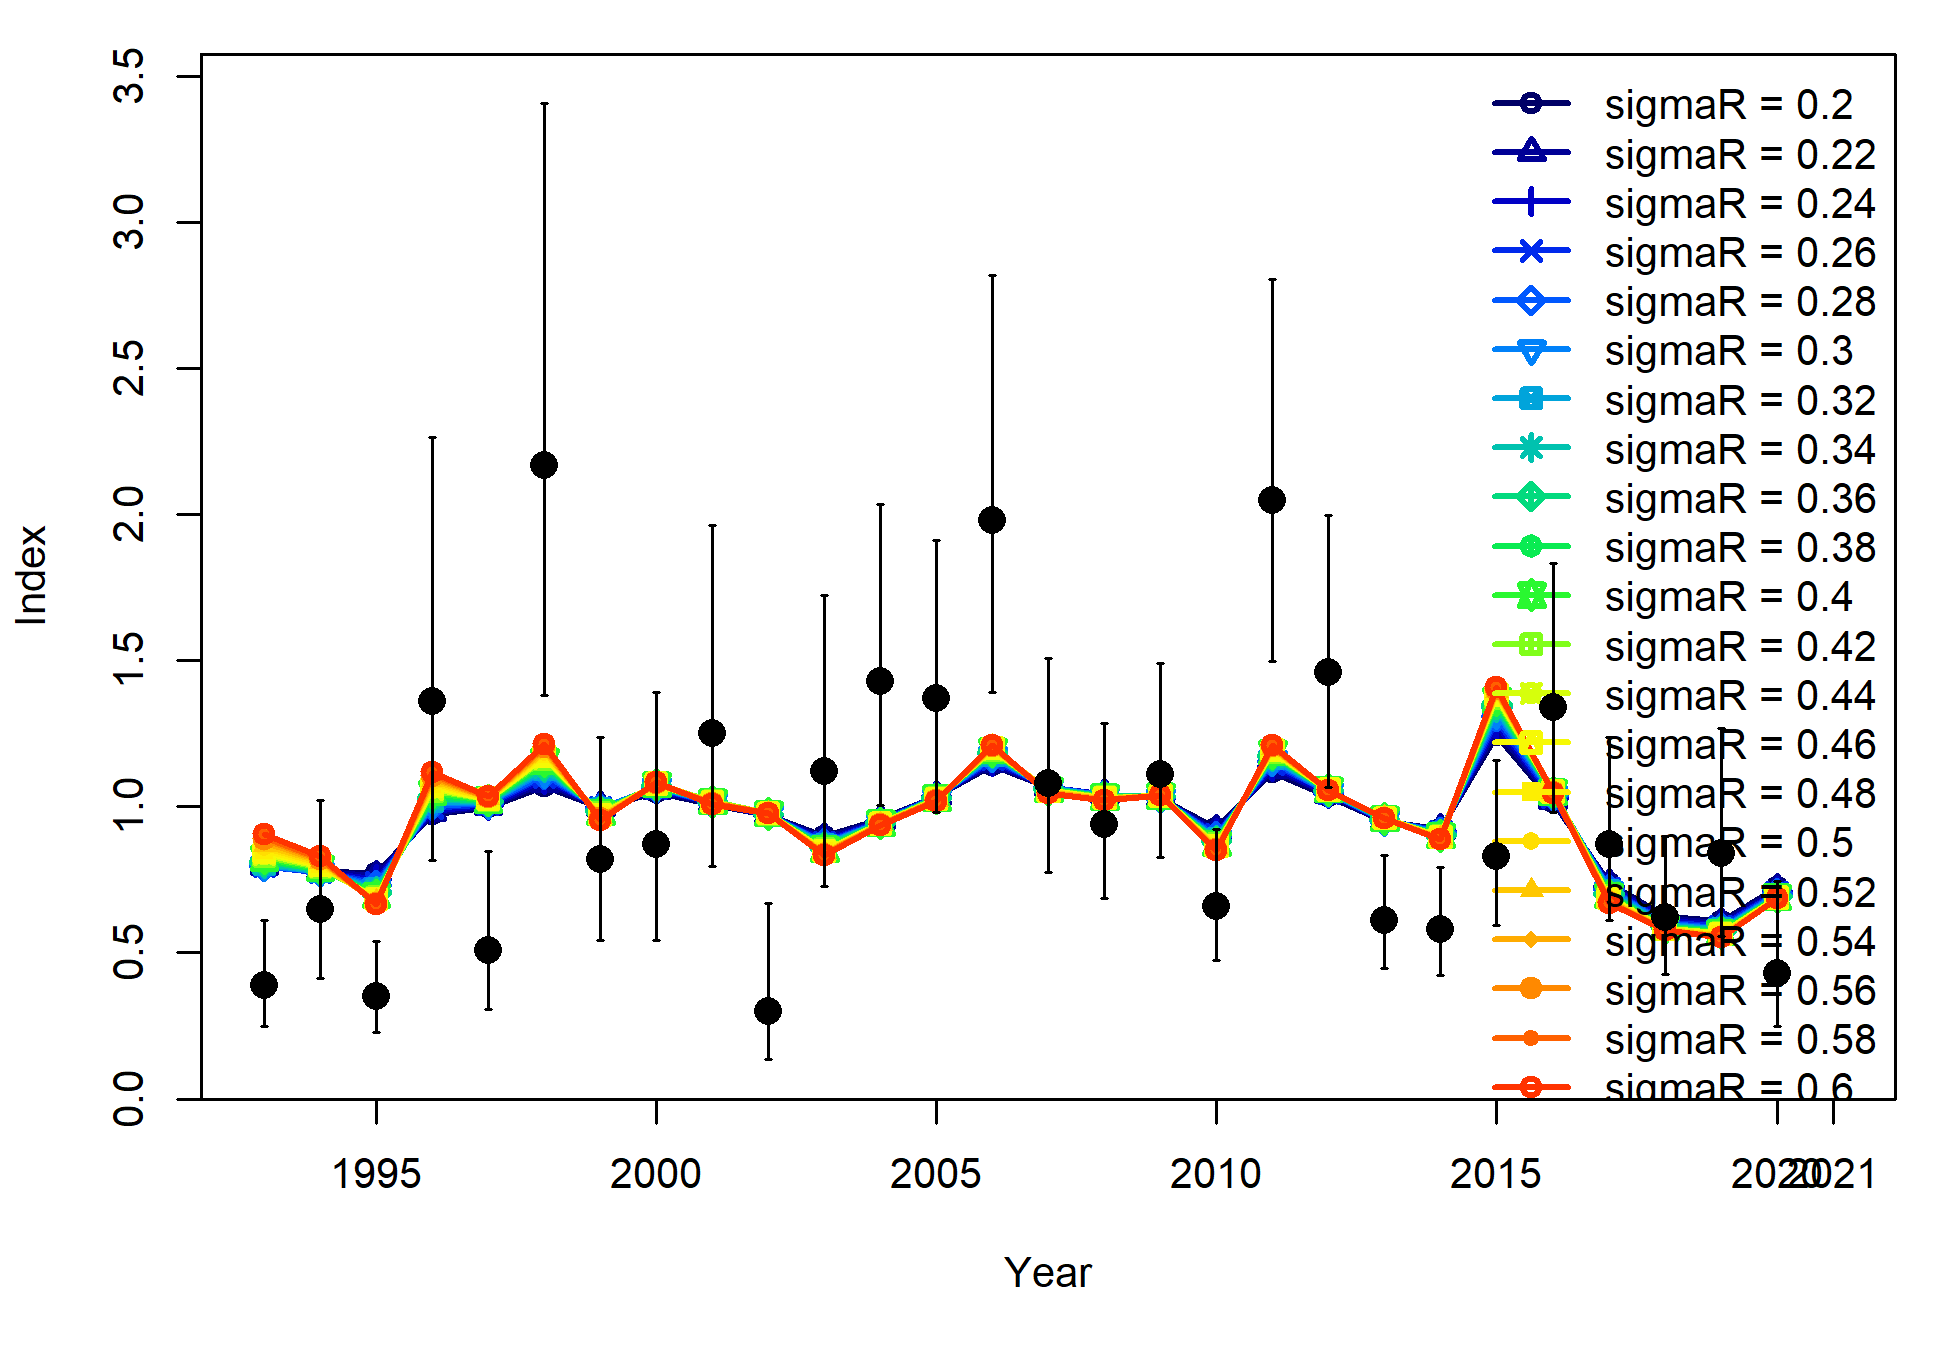 3.5
3.0
2.5
2.0
1.5
1.0
0.5
0.0
Index
sigmaR = 0.2
sigmaR = 0.22
sigmaR = 0.24
sigmaR = 0.26
sigmaR = 0.28
sigmaR = 0.3
sigmaR = 0.32
sigmaR = 0.34
sigmaR = 0.36
sigmaR = 0.38
sigmaR = 0.4
sigmaR = 0.42
sigmaR = 0.44
sigmaR = 0.46
sigmaR = 0.48
sigmaR = 0.5
sigmaR = 0.52
sigmaR = 0.54
sigmaR = 0.56
sigmaR = 0.58
sigmaR = 0.6
1995 2000 2005 2010 2015 2020 2021
Year